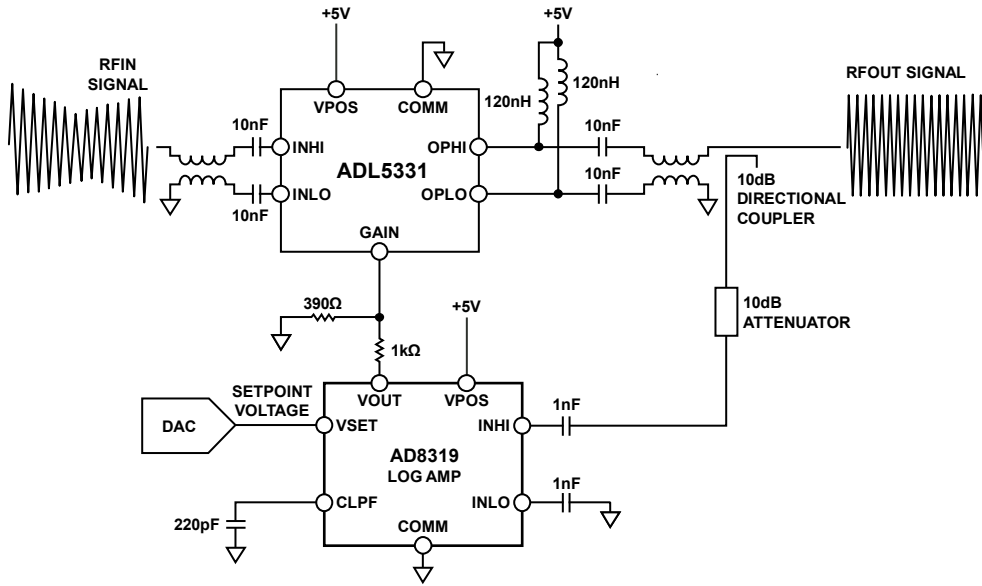 +5V
+5V
RFIN
SIGNAL
RFOUT SIGNAL
120nH
120nH
VPOS
COMM
10nF
10nF
INHI
OPHI
ADL5331
10nF
INLO
OPLO
10nF
10dB
DIRECTIONAL
COUPLER
GAIN
390Ω
+5V
10dB
ATTENUATOR
1kΩ
SETPOINT
VOLTAGE
VOUT
VPOS
1nF
DAC
VSET
INHI
AD8319
LOG AMP
1nF
CLPF
INLO
220pF
COMM